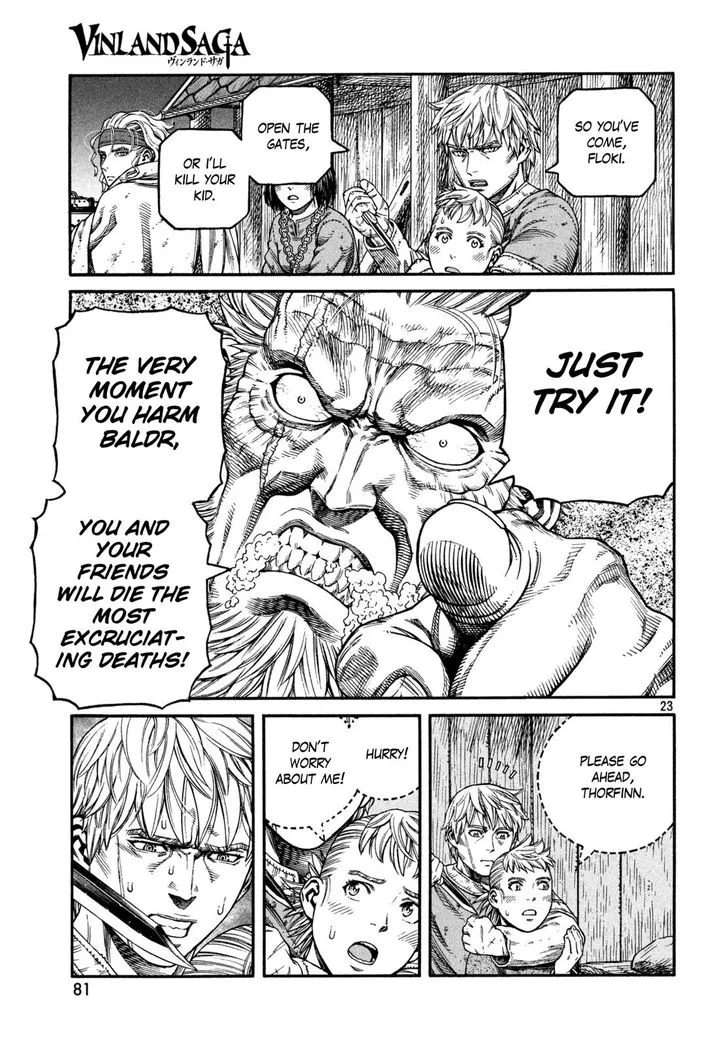 VINLAND SAGA
ヴィンランド・サガ
SO YOU'VE
COME,
FLOKI.
OPEN THE
GATES,
OR I'LL
KILL YOUR
KID.
JUST
TRY IT!
THE VERY
MOMENT
YOU HARM
BALDR,
YOU AND
YOUR
FRIENDS
WILL DIE THE
MOST
EXCRUCIAT-
ING DEATHS!
23
PLEASE GO
AHEAD,
THORFINN.
HURRY!
DON'T
WORRY
ABOUT ME!
81